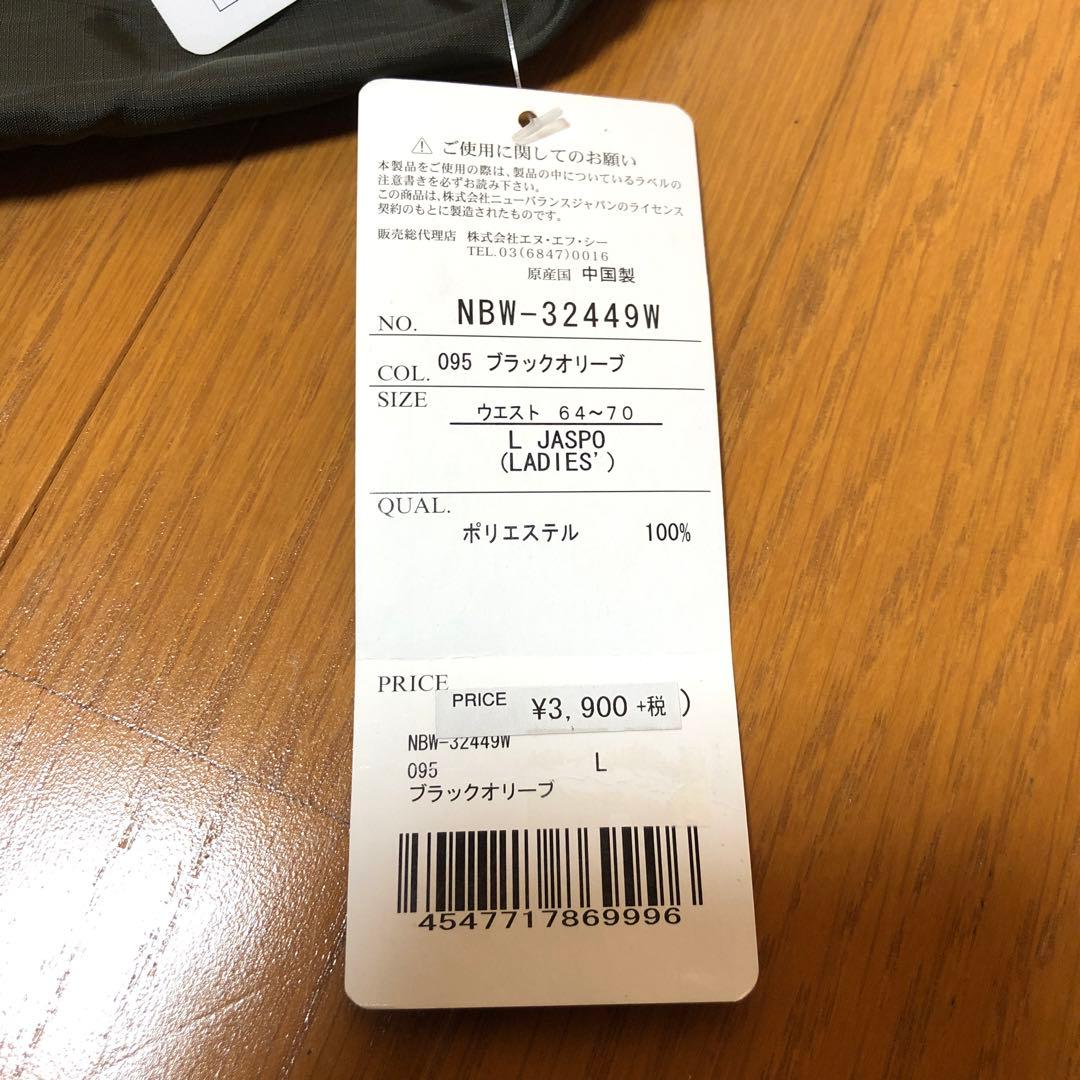 ご使用に関してのお願い
本製品をご使用の際は、製品の中についているラベルの
注意書きを必ずお読み下さい。
この商品は、株式会社ニューバランスジャパンのライセンス
契約のもとに製造されたものです。
販売総代理店 株式会社エヌ・エフ・シー
TEL.03(6847)0016
原産国 中国製
NO. NBW-32449W
COL. 095 ブラックオリーブ
SIZE ウエスト 64~70
L JASPO
(LADIES')
QUAL.
ポリエステル 100%
PRICE
PRICE ¥3,900 +税 )
NBW-32449W
095 L
ブラックオリーブ
4547717869996